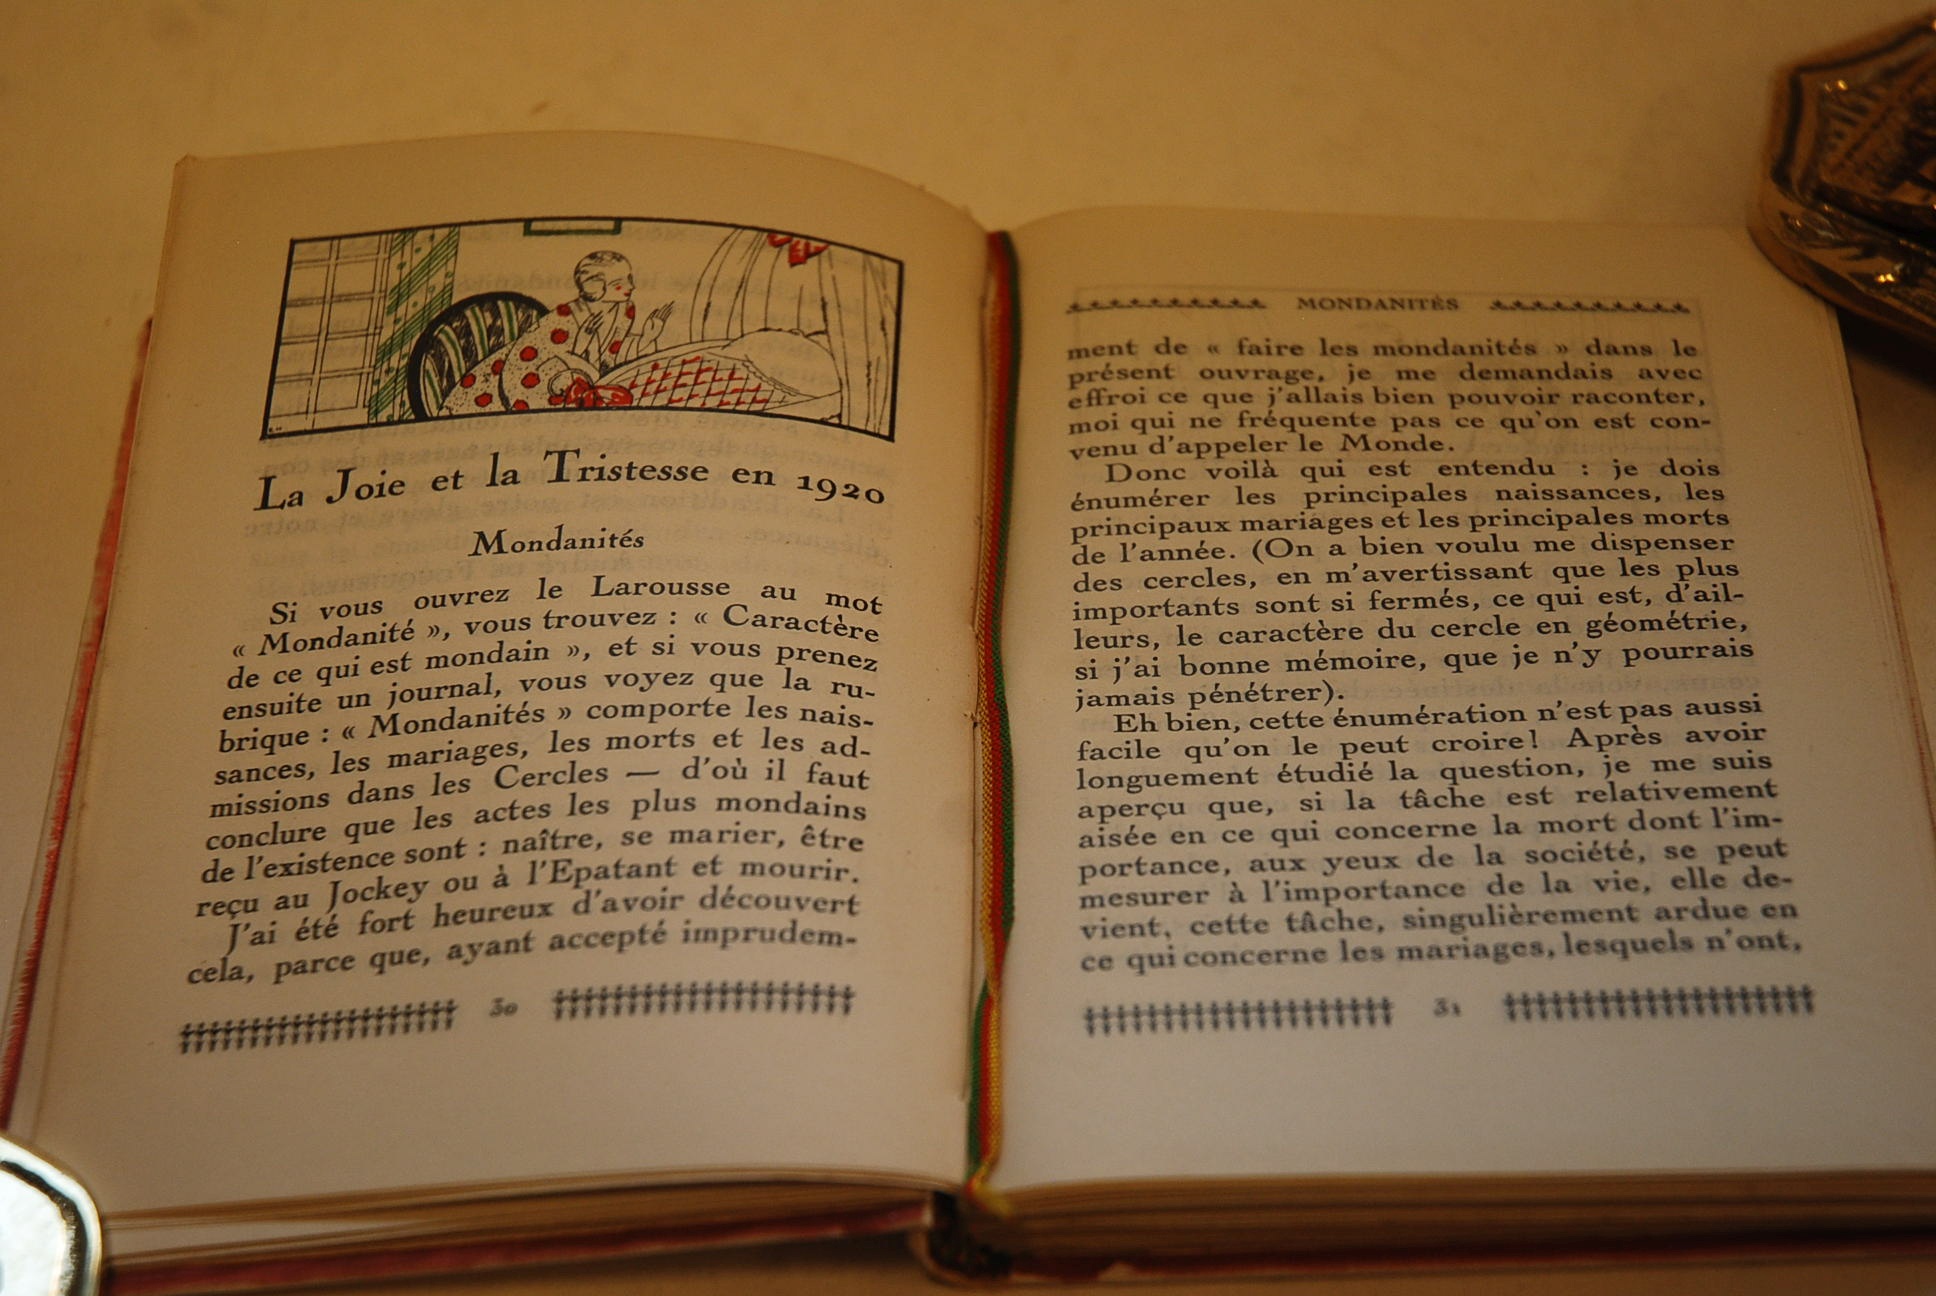 La Joie et la Tristesse en 1920
Mondanités
Si vous ouvrez le Larousse au mot
« Mondanité », vous trouvez : « Caractère
de ce qui est mondain », et si vous prenez
ensuite un journal, vous voyez que la ru-
brique : « Mondanités » comporte les nais-
sances, les mariages, les morts et les ad-
missions dans les Cercles — d'où il faut
conclure que les actes les plus mondains
de l'existence sont : naître, se marier, être
reçu au Jockey ou à l'Epatant et mourir.
J'ai été fort heureux d'avoir découvert
cela, parce que, ayant accepté imprudem-
30
MONDANITÉS
ment de « faire les mondanités » dans le
présent ouvrage, je me demandais avec
effroi ce que j'allais bien pouvoir raconter,
moi qui ne fréquente pas ce qu'on est con-
venu d'appeler le Monde.
Donc voilà qui est entendu : je dois
énumérer les principales naissances, les
principaux mariages et les principales morts
de l'année. (On a bien voulu me dispenser
des cercles, en m'avertissant que les plus
importants sont si fermés, ce qui est, d'ail-
leurs, le caractère du cercle en géométrie,
si j'ai bonne mémoire, que je n'y pourrais
jamais pénétrer).
Eh bien, cette énumération n'est pas aussi
facile qu'on le peut croire! Après avoir
longuement étudié la question, je me suis
aperçu que, si la tâche est relativement
aisée en ce qui concerne la mort dont l'im-
portance, aux yeux de la société, se peut
mesurer à l'importance de la vie, elle de-
vient, cette tâche, singulièrement ardue en
ce qui concerne les mariages, lesquels n'ont,
31